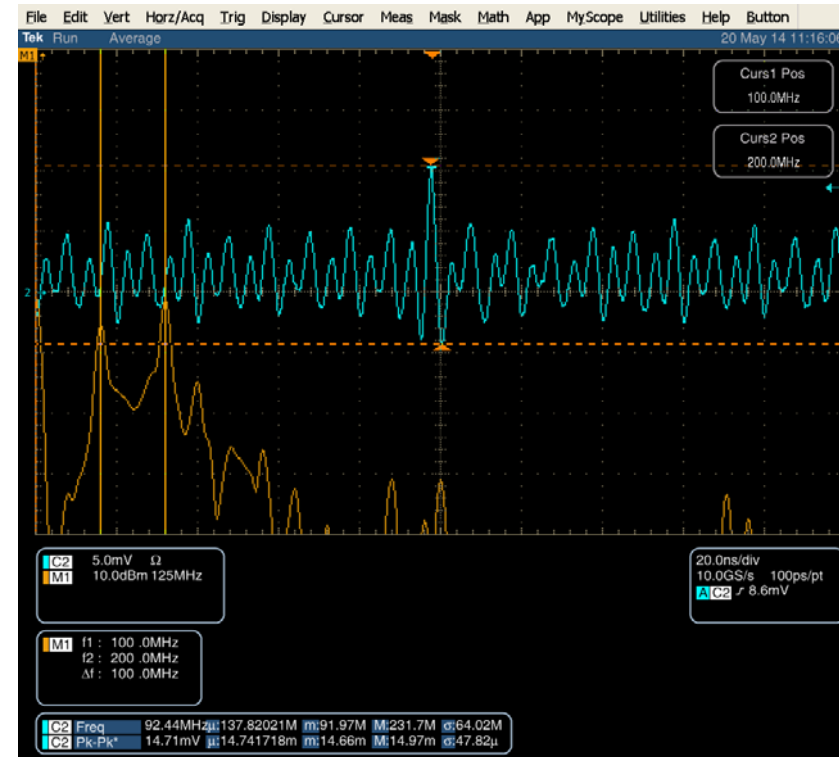 File Edit Vert Horz/Acq Trig Display Cursor Meas Mask Math App MyScope Utilities Help Button
Tek Run Average 20 May 14 11:16:06
M1
Curs1 Pos
100.0MHz
Curs2 Pos
200.0MHz
2
C2 5.0mV Ω
M1 10.0dBm 125MHz
20.0ns/div
10.0GS/s 100ps/pt
A C2 8.6mV
M1 f1 : 100 .0MHz
f2 : 200 .0MHz
Δf : 100 .0MHz
C2 Freq 92.44MHz µ:137.82021M m:91.97M M:231.7M σ:64.02M
C2 Pk-Pk* 14.71mV µ:14.741718m m:14.66m M:14.97m σ:47.82µ